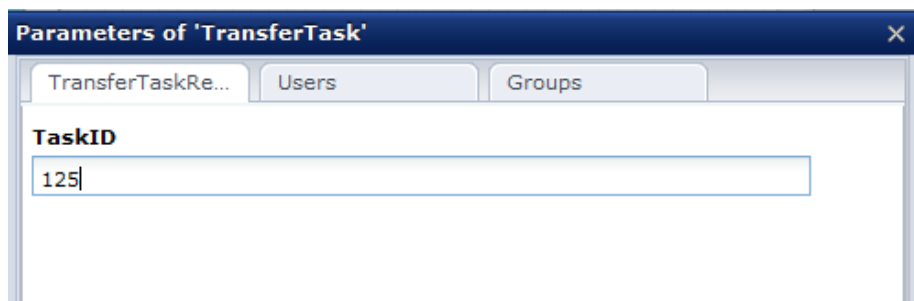 Parameters of 'TransferTask'
TransferTaskRe... Users Groups
TaskID
125